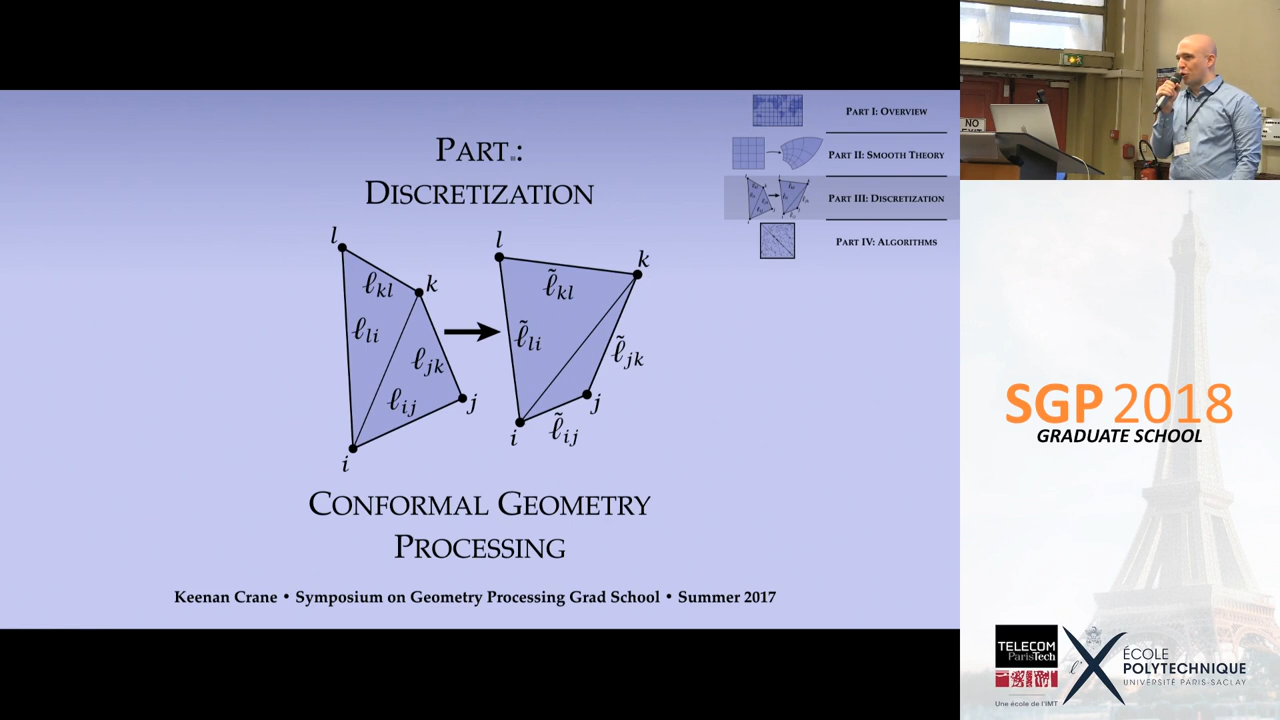 PART :
DISCRETIZATION
PART I: OVERVIEW
PART II: SMOOTH THEORY
PART III: DISCRETIZATION
PART IV: ALGORITHMS
l
k
ℓkl
ℓli
ℓjk
ℓij
j
i
l
k
ℓ̃kl
ℓ̃li
ℓ̃jk
j
i
ℓ̃ij
CONFORMAL GEOMETRY
PROCESSING
Keenan Crane • Symposium on Geometry Processing Grad School • Summer 2017
NO
EXIT
SGP 2018
GRADUATE SCHOOL
TELECOM
ParisTech
Une école de l'IMT
l'X
ÉCOLE
POLYTECHNIQUE
UNIVERSITÉ PARIS-SACLAY